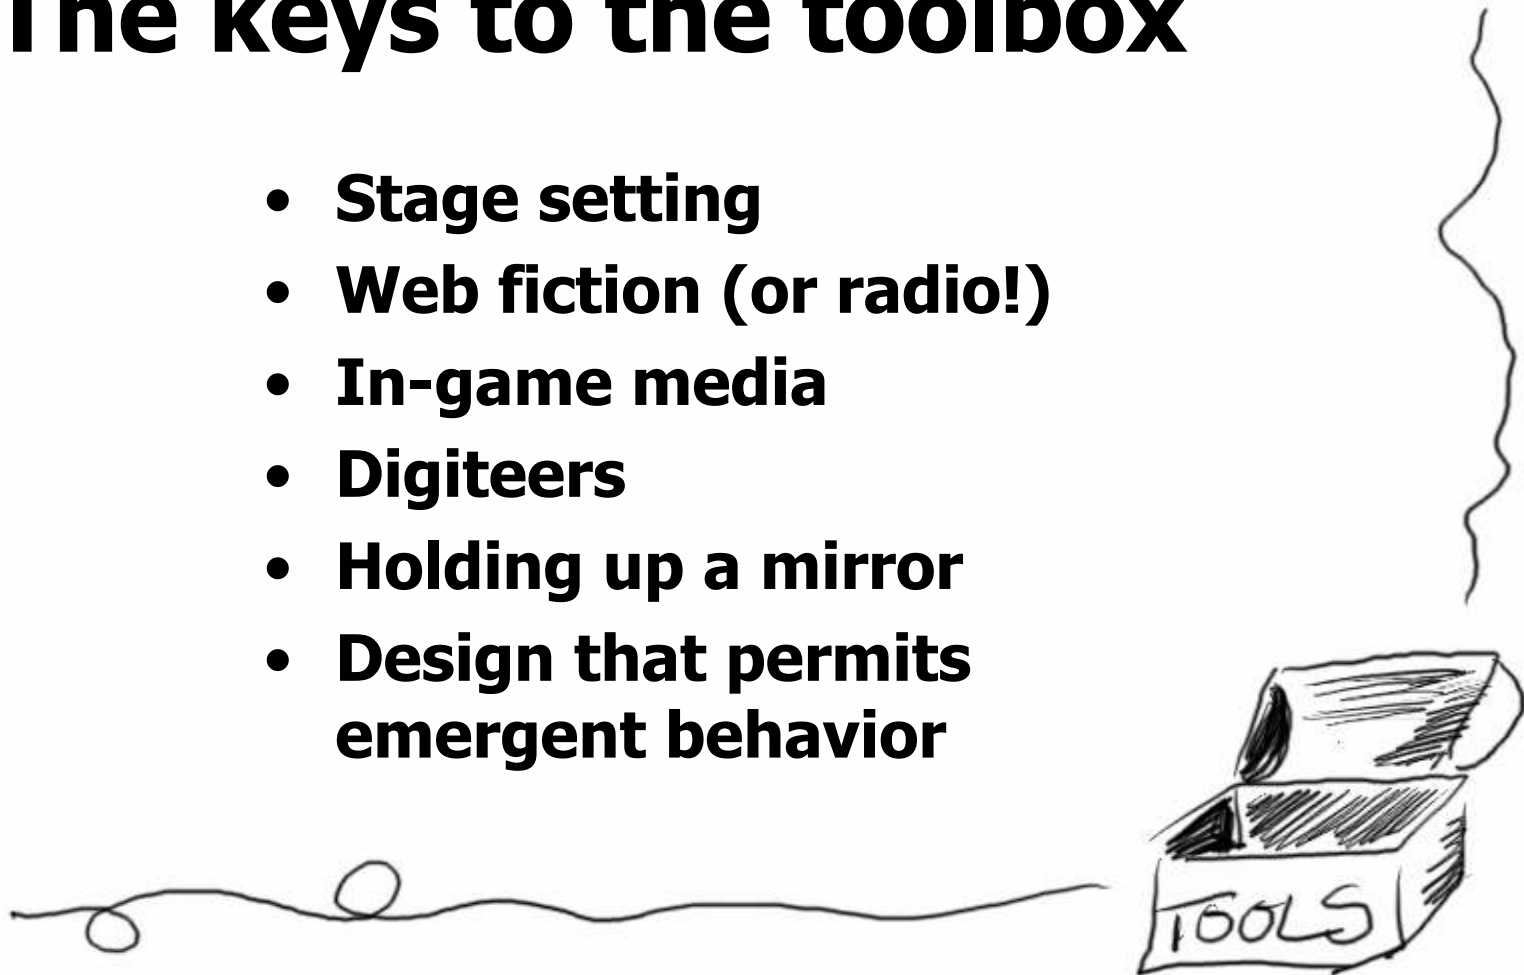 The keys to the toolbox
• Stage setting
• Web fiction (or radio!)
• In-game media
• Digiteers
• Holding up a mirror
• Design that permits
emergent behavior
TOOLS